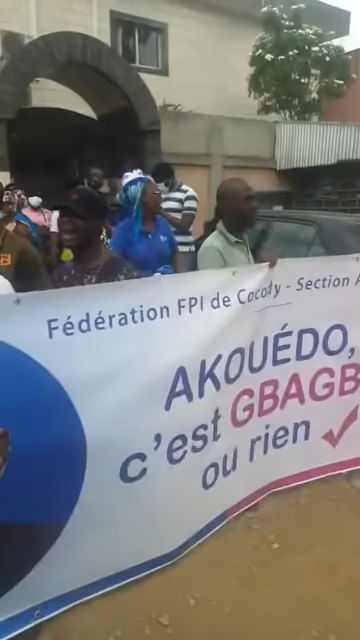 Fédération FPI de Cocody - Section A
AKOUÉDO,
c'est GBAGB
ou rien